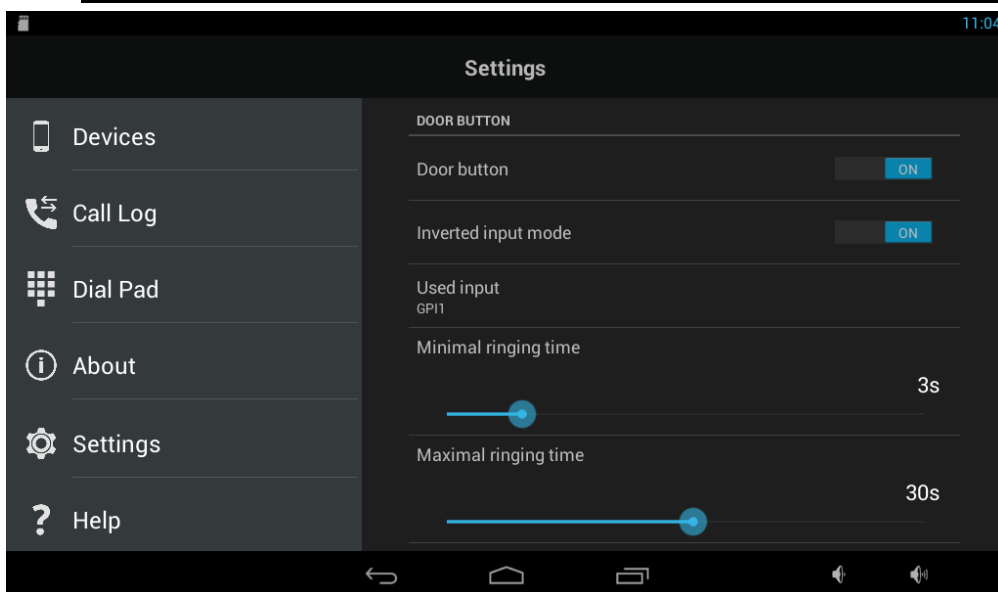 11:04
Settings
Devices
Call Log
Dial Pad
About
Settings
Help
DOOR BUTTON
Door button
ON
Inverted input mode
ON
Used input
GPI1
Minimal ringing time
3s
Maximal ringing time
30s